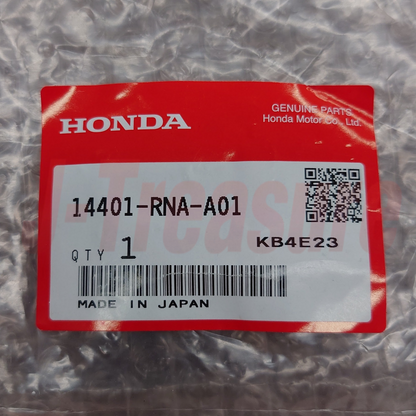 GENUINE PARTS
HONDA
Honda Motor Co., Ltd.
14401-RNA-A01
QTY 1
KB4E23
MADE IN JAPAN